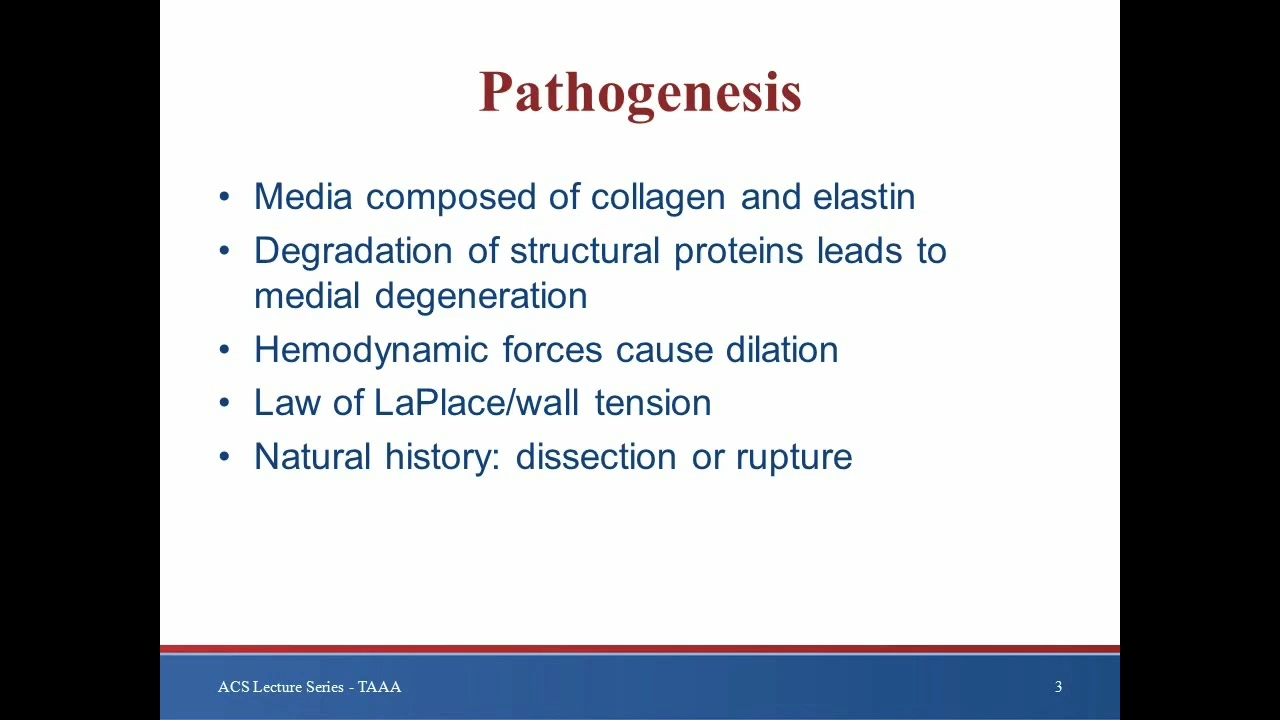 Pathogenesis
• Media composed of collagen and elastin
• Degradation of structural proteins leads to
medial degeneration
• Hemodynamic forces cause dilation
• Law of LaPlace/wall tension
• Natural history: dissection or rupture
ACS Lecture Series - TAAA
3